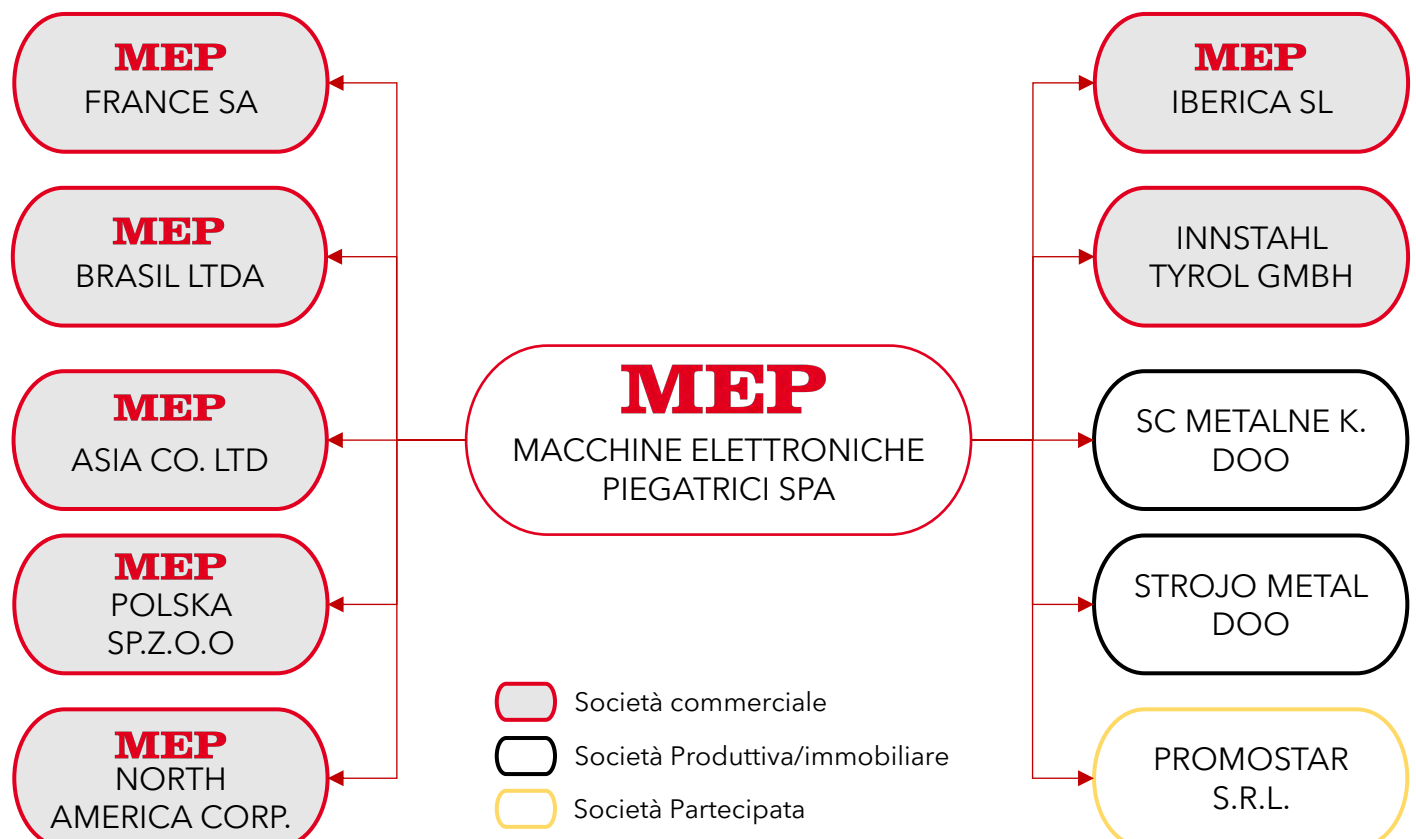 MEP
FRANCE SA
MEP
BRASIL LTDA
MEP
ASIA CO. LTD
MEP
POLSKA
SP.Z.O.O
MEP
NORTH
AMERICA CORP.
MEP
MACCHINE ELETTRONICHE
PIEGATRICI SPA
Società commerciale
Società Produttiva/immobiliare
Società Partecipata
MEP
IBERICA SL
INNSTAHL
TYROL GMBH
SC METALNE K.
DOO
STROJO METAL
DOO
PROMOSTAR
S.R.L.